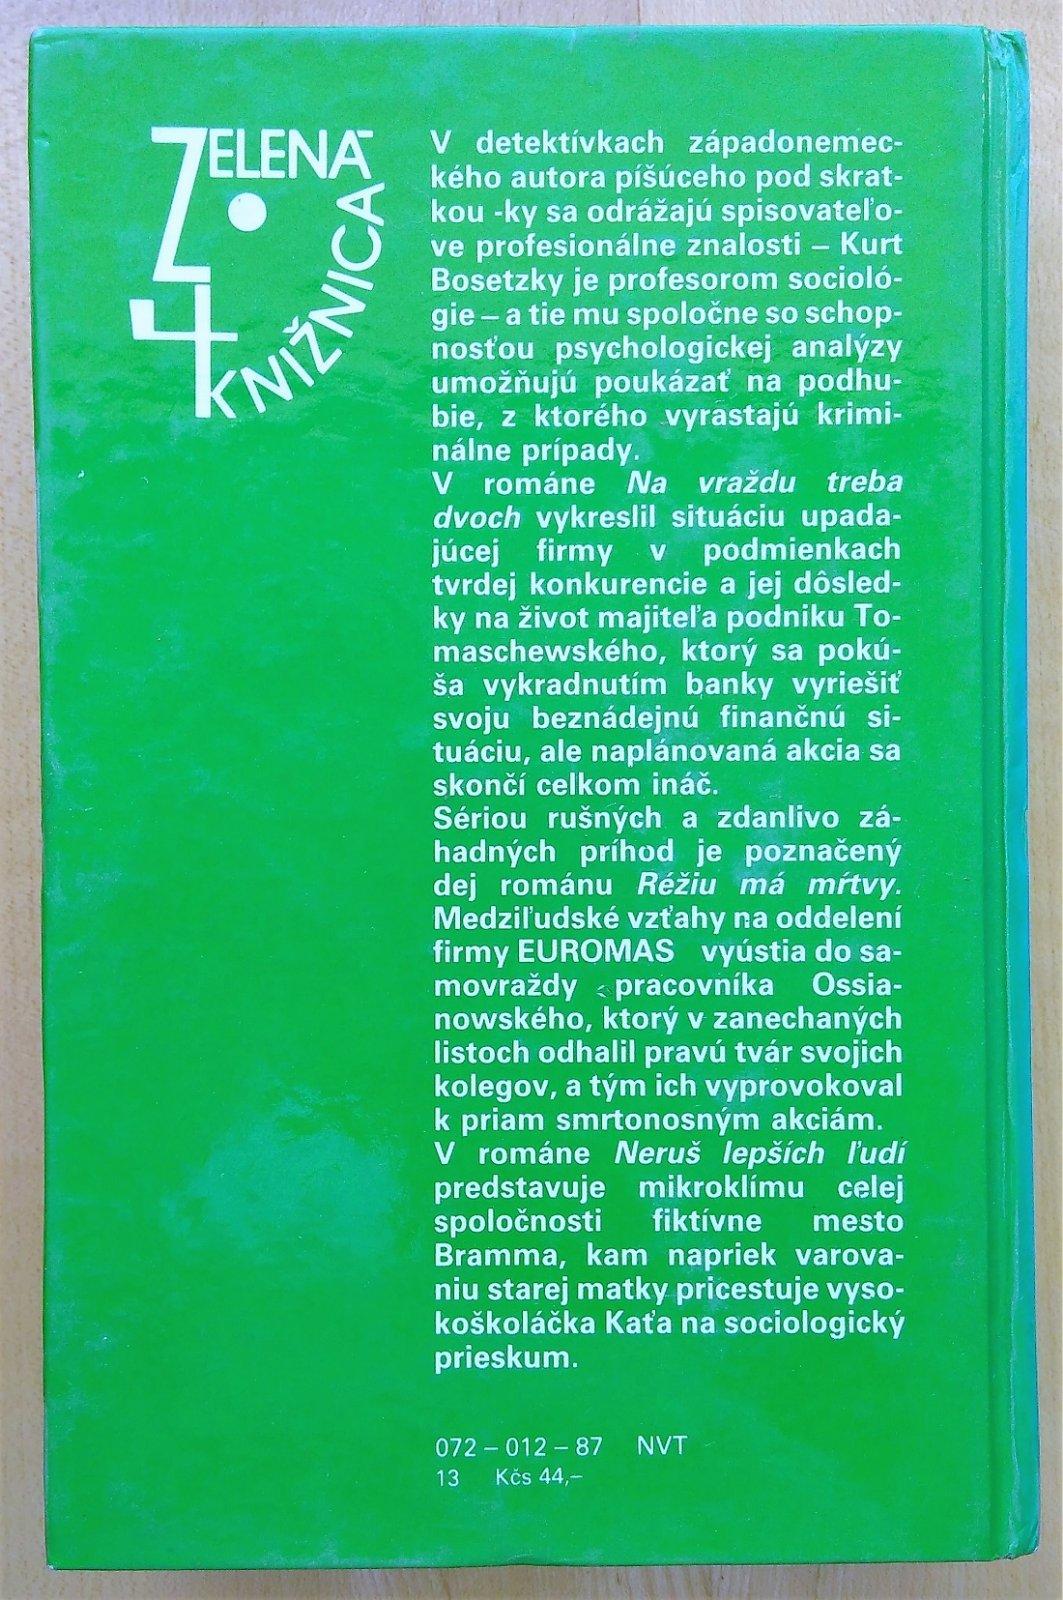 ZELENÁ
KNIŽNICA
V detektívkach západonemec-
kého autora píšúceho pod skrat-
kou -ky sa odrážajú spisovateľo-
ve profesionálne znalosti – Kurt
Bosetzky je profesorom socioló-
gie – a tie mu spoločne so schop-
nosťou psychologickej analýzy
umožňujú poukázať na podhu-
bie, z ktorého vyrastajú krimi-
nálne prípady.
V románe Na vraždu treba
dvoch vykreslil situáciu upada-
júcej firmy v podmienkach
tvrdej konkurencie a jej dôsled-
ky na život majiteľa podniku To-
maschewského, ktorý sa pokú-
ša vykradnutím banky vyriešiť
svoju beznádejnú finančnú si-
tuáciu, ale naplánovaná akcia sa
skončí celkom ináč.
Sériou rušných a zdanlivo zá-
hadných príhod je poznačený
dej románu Réžiu má mŕtvy.
Medziľudské vzťahy na oddelení
firmy EUROMAS vyústia do sa-
movraždy pracovníka Ossia-
nowského, ktorý v zanechaných
listoch odhalil pravú tvár svojich
kolegov, a tým ich vyprovokoval
k priam smrtonosným akciám.
V románe Neruš lepších ľudí
predstavuje mikroklímu celej
spoločnosti fiktívne mesto
Bramma, kam napriek varova-
niu starej matky pricestuje vyso-
koškoláčka Kaťa na sociologický
prieskum.
072 – 012 – 87 NVT
13 Kčs 44,–